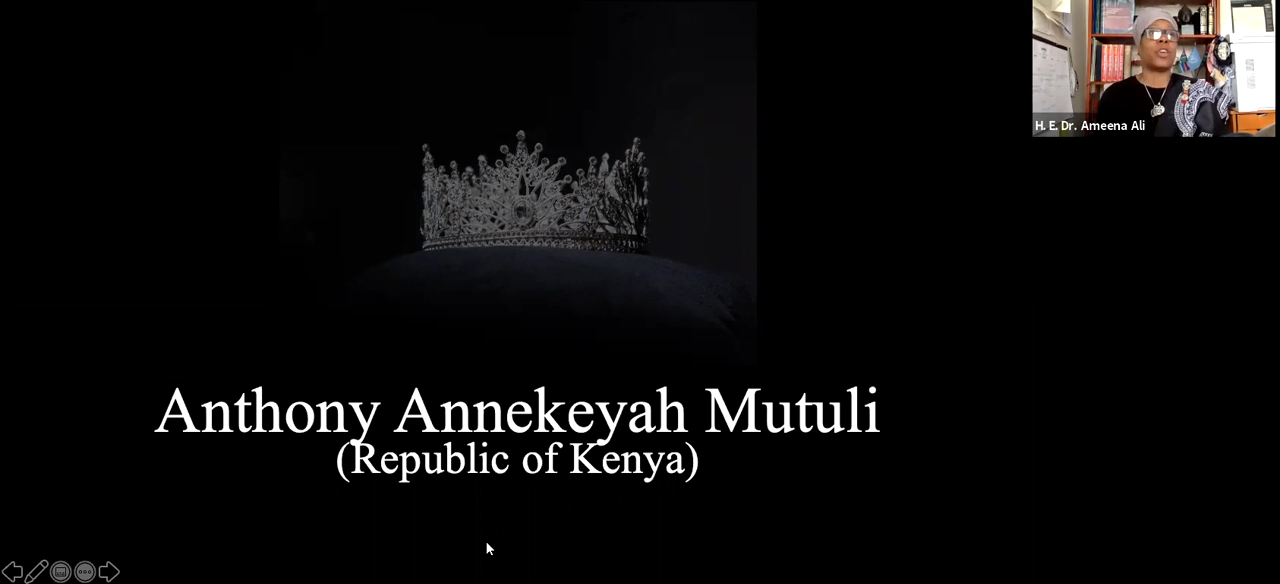 H. E. Dr. Ameena Ali
Anthony Annekeyah Mutuli
(Republic of Kenya)